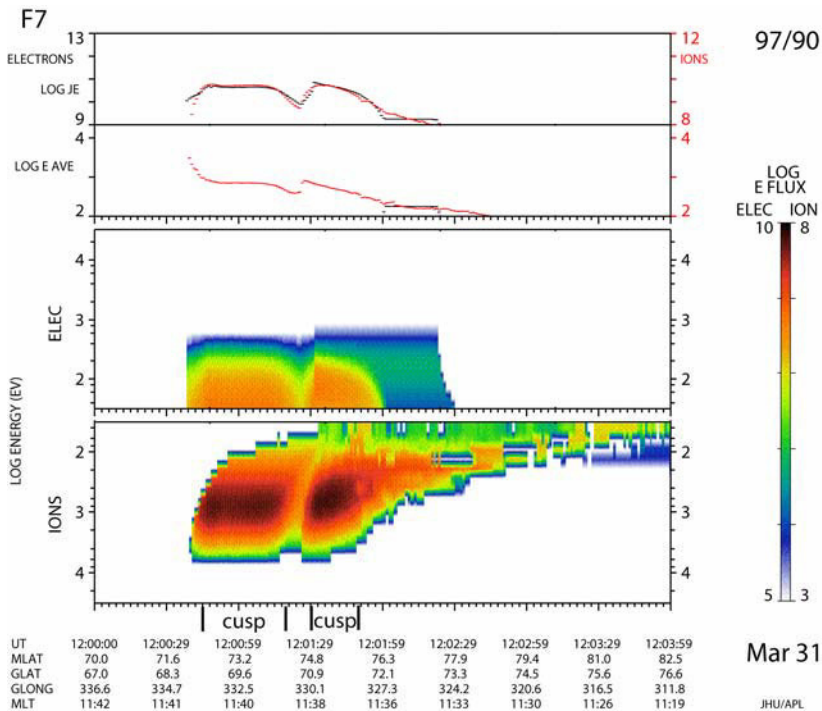 F7
97/90
13
12
ELECTRONS
IONS
LOG JE
9
8
4
4
LOG E AVE
2
2
LOG
E FLUX
ELEC ION
10 8
5 3
LOG ENERGY (EV)
ELEC
4
4
3
3
2
2
IONS
2
2
3
3
4
4
cusp cusp
UT 12:00:00 12:00:29 12:00:59 12:01:29 12:01:59 12:02:29 12:02:59 12:03:29 12:03:59
MLAT 70.0 71.6 73.2 74.8 76.3 77.9 79.4 81.0 82.5
GLAT 67.0 68.3 69.6 70.9 72.1 73.3 74.5 75.6 76.6
GLONG 336.6 334.7 332.5 330.1 327.3 324.2 320.6 316.5 311.8
MLT 11:42 11:41 11:40 11:38 11:36 11:33 11:30 11:26 11:19
Mar 31
JHU/APL